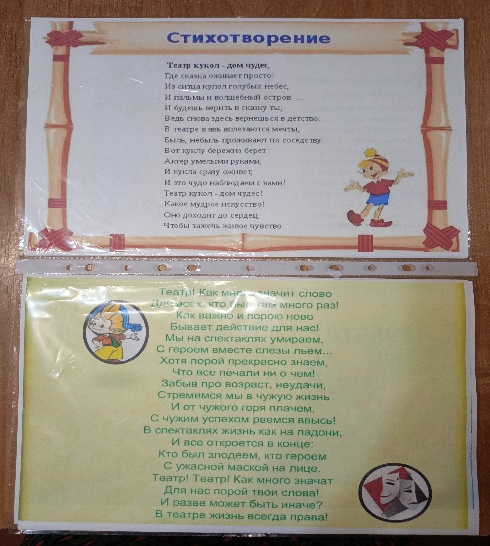 Стихотворение
Театр кукол - дом чудес,
Где сказка оживает просто!
Из ситца купол голубых небес,
И пальмы и волшебный остров ...
И будешь верить в сказку ты,
Ведь снова здесь вернешься в детство.
В театре в явь вплетаются мечты,
Быль, небыль проживают по соседству.
Вот куклу бережно берет
Актер умелыми руками,
И кукла сразу оживет,
И это чудо наблюдаем с вами!
Театр кукол - дом чудес!
Какое мудрое искусство!
Оно доходит до сердец,
Чтобы зажечь живое чувство
Театр! Как много значит слово
Для всех, кто был там много раз!
Как важно и порою ново
Бывает действие для нас!
Мы на спектаклях умираем,
С героем вместе слезы льем...
Хотя порой прекрасно знаем,
Что все печали ни о чем!
Забыв про возраст, неудачи,
Стремимся мы в чужую жизнь
И от чужого горя плачем,
С чужим успехом рвемся ввысь!
В спектаклях жизнь как на ладони,
И все откроется в конце:
Кто был злодеем, кто героем
С ужасной маской на лице.
Театр! Театр! Как много значат
Для нас порой твои слова!
И разве может быть иначе?
В театре жизнь всегда права!